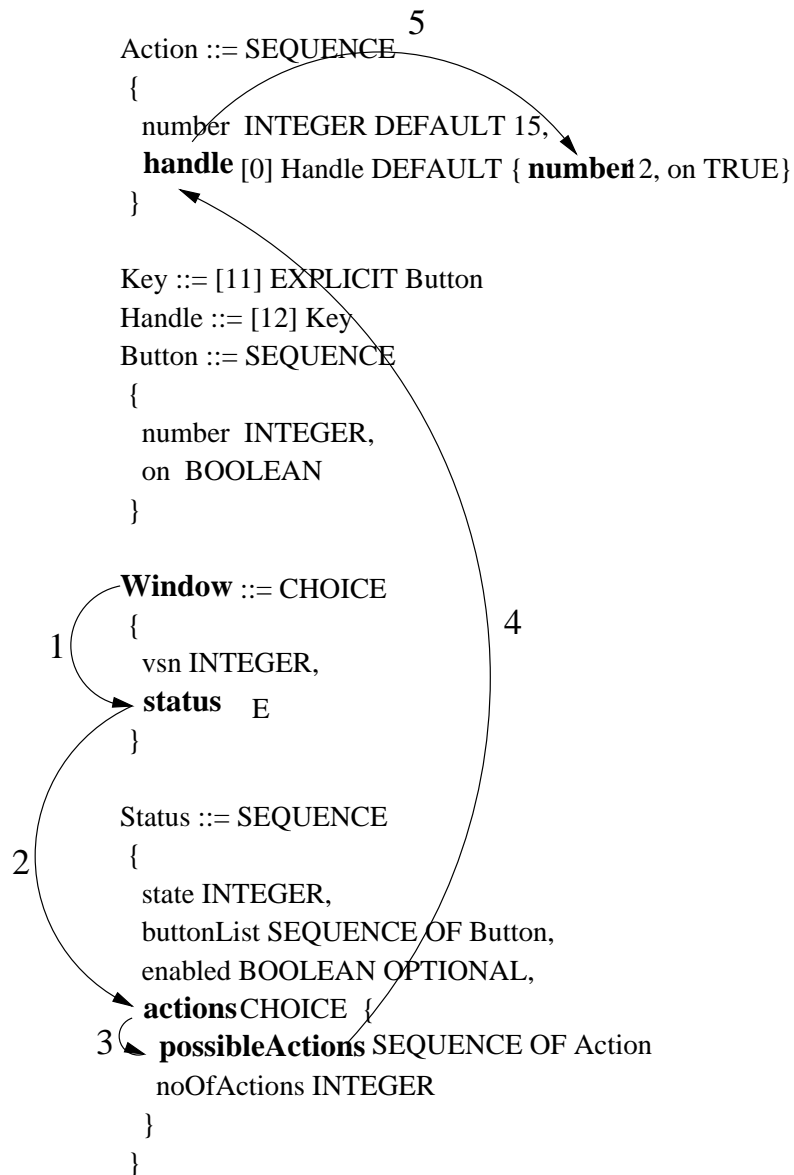 5
Action ::= SEQUENCE
{
number INTEGER DEFAULT 15,
handle [0] Handle DEFAULT { number12, on TRUE}
}
Key ::= [11] EXPLICIT Button
Handle ::= [12] Key
Button ::= SEQUENCE
{
number INTEGER,
on BOOLEAN
}
Window ::= CHOICE
{
4
1
vsn INTEGER,
status E
}
Status ::= SEQUENCE
2
{
state INTEGER,
buttonList SEQUENCE OF Button,
enabled BOOLEAN OPTIONAL,
actions CHOICE {
3
possibleActions SEQUENCE OF Action
noOfActions INTEGER
}
}